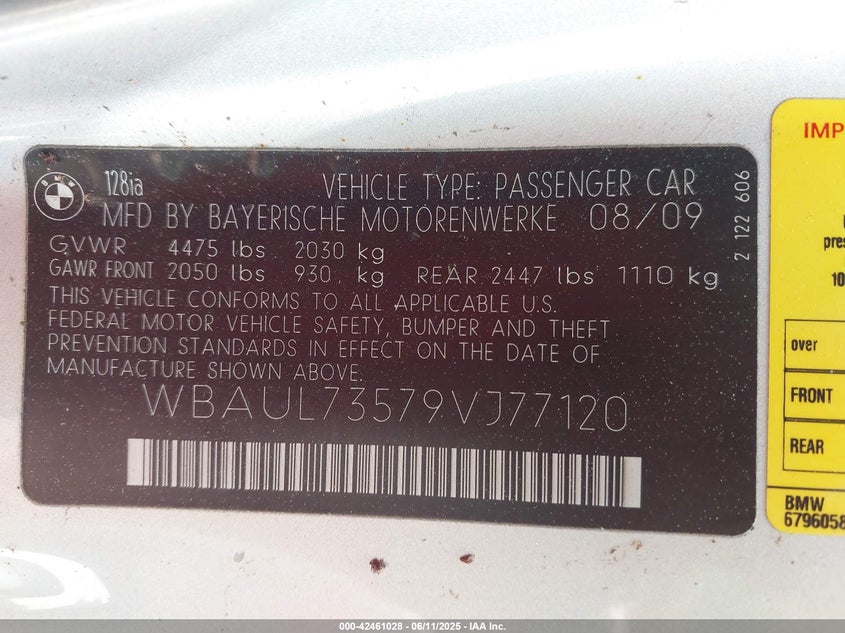 128ia
VEHICLE TYPE: PASSENGER CAR
MFD BY BAYERISCHE MOTORENWERKE 08/09
GVWR 4475 lbs 2030 kg
GAWR FRONT 2050 lbs 930 kg REAR 2447 lbs 1110 kg
THIS VEHICLE CONFORMS TO ALL APPLICABLE U.S.
FEDERAL MOTOR VEHICLE SAFETY, BUMPER AND THEFT
PREVENTION STANDARDS IN EFFECT ON THE DATE OF
MANUFACTURE SHOWN ABOVE.
WBAUL73579VJ77120
2 122 606
IMP
pres
10
over
FRONT
REAR
BMW
6796058
000-42461028 | 06/11/2025 | IAA Inc.